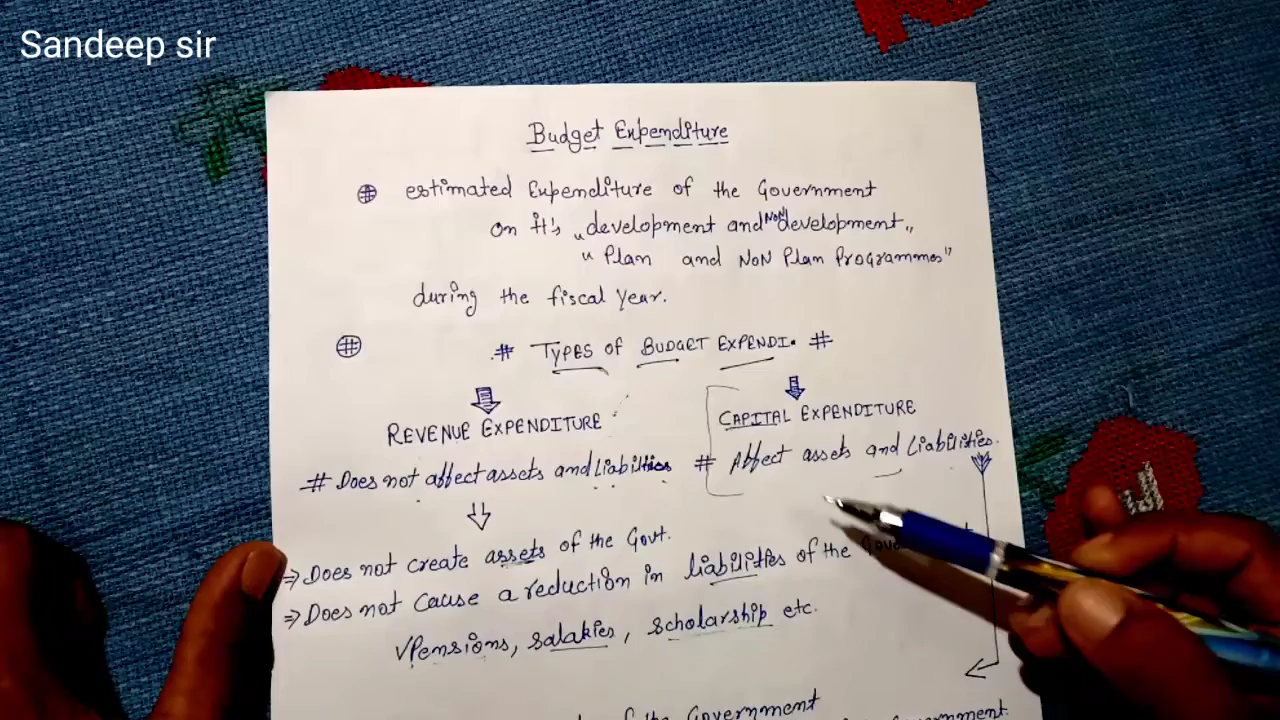 Sandeep sir
Budget Expenditure
estimated Expenditure of the Government
on It's "development and Non development"
" Plan and Non Plan Programmes"
during the fiscal year.
# TYPES of BUDGET EXPENDI. #
REVENUE EXPENDITURE
CAPITAL EXPENDITURE
# Does not affect assets and Liabilities
# Affect assets and Liabilities.
⇒ Does not create assets of the Govt.
⇒ Does not cause a reduction in liabilities of the
√Pensions, salaries, scholarship etc.
of the Government